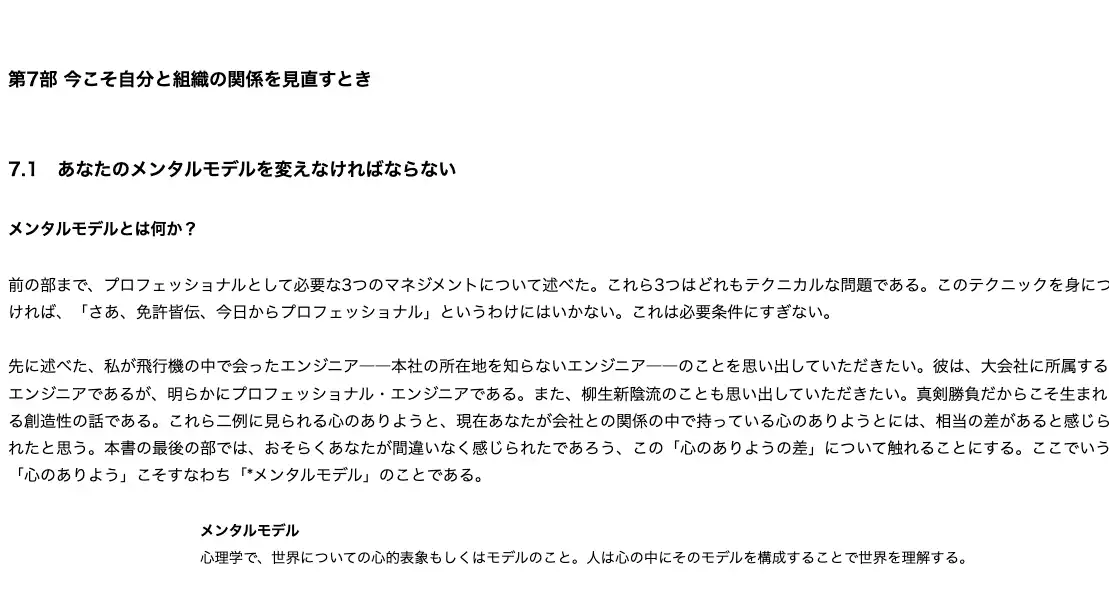 第7部 今こそ自分と組織の関係を見直すとき
7.1　あなたのメンタルモデルを変えなければならない
メンタルモデルとは何か？
前の部まで、プロフェッショナルとして必要な3つのマネジメントについて述べた。これら3つはどれもテクニカルな問題である。このテクニックを身につ
ければ、「さあ、免許皆伝、今日からプロフェッショナル」というわけにはいかない。これは必要条件にすぎない。
先に述べた、私が飛行機の中で会ったエンジニア――本社の所在地を知らないエンジニア――のことを思い出していただきたい。彼は、大会社に所属する
エンジニアであるが、明らかにプロフェッショナル・エンジニアである。また、柳生新陰流のことも思い出していただきたい。真剣勝負だからこそ生まれ
る創造性の話である。これら二例に見られる心のありようと、現在あなたが会社との関係の中で持っている心のありようとには、相当の差があると感じら
れたと思う。本書の最後の部では、おそらくあなたが間違いなく感じられたであろう、この「心のありようの差」について触れることにする。ここでいう
「心のありよう」こそすなわち「*メンタルモデル」のことである。
メンタルモデル
心理学で、世界についての心的表象もしくはモデルのこと。人は心の中にそのモデルを構成することで世界を理解する。